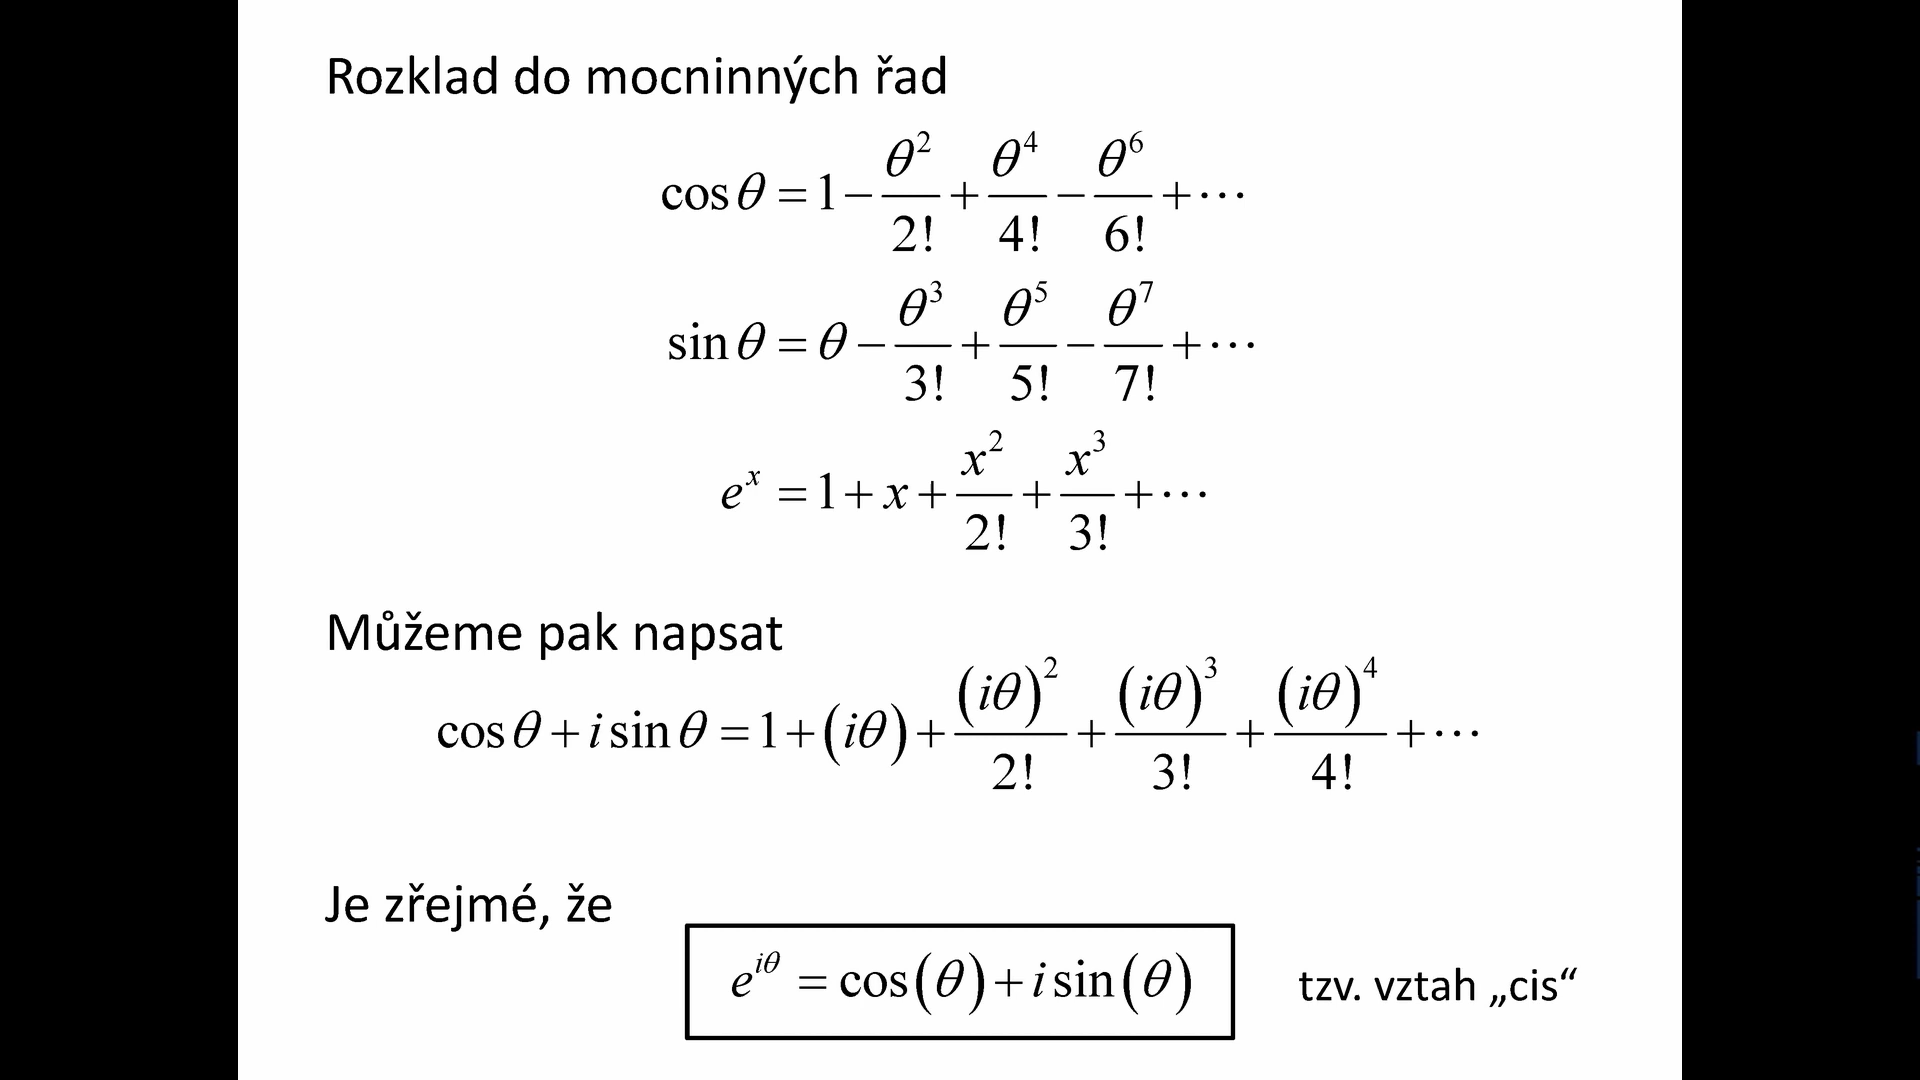 Rozklad do mocninných řad
cos θ = 1 − θ²/2! + θ⁴/4! − θ⁶/6! + ⋯
sin θ = θ − θ³/3! + θ⁵/5! − θ⁷/7! + ⋯
eˣ = 1 + x + x²/2! + x³/3! + ⋯
Můžeme pak napsat
cos θ + i sin θ = 1 + (iθ) + (iθ)²/2! + (iθ)³/3! + (iθ)⁴/4! + ⋯
Je zřejmé, že
e^{iθ} = cos(θ) + i sin(θ) tzv. vztah „cis“